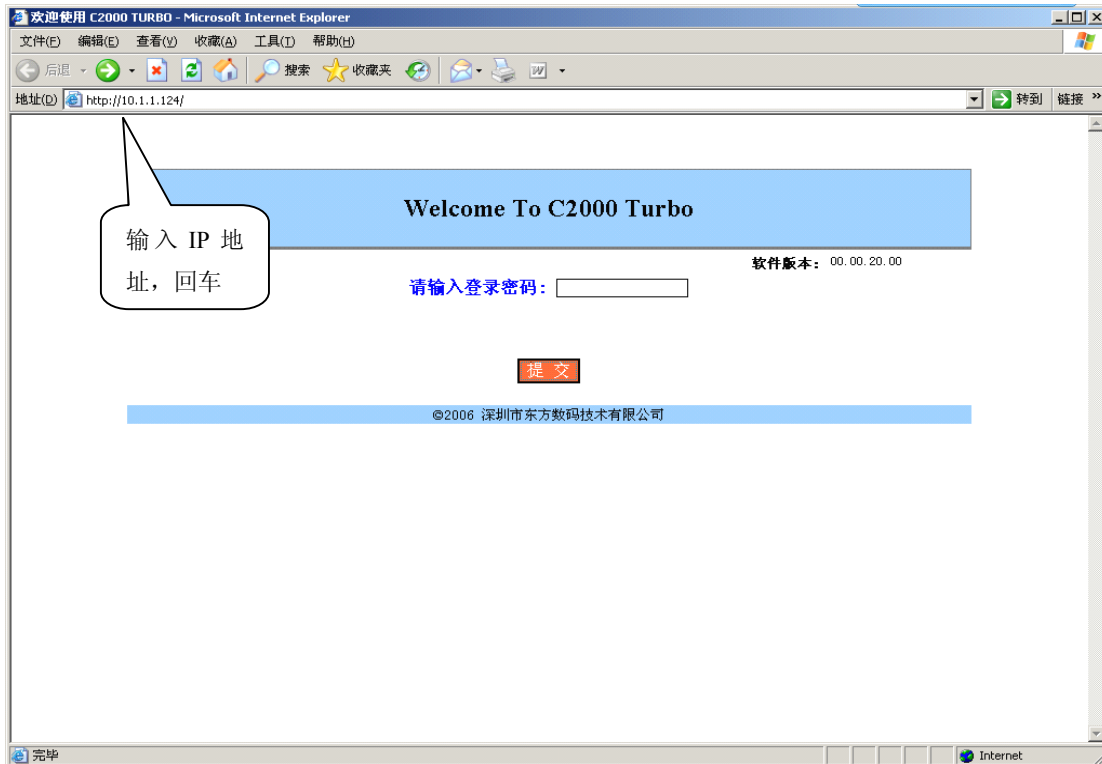 欢迎使用 C2000 TURBO - Microsoft Internet Explorer
文件(F) 编辑(E) 查看(V) 收藏(A) 工具(T) 帮助(H)
后退 搜索 收藏夹 W
地址(D) http://10.1.1.124/ 转到 链接 »
Welcome To C2000 Turbo
输入 IP 地
址，回车
软件版本： 00.00.20.00
请输入登录密码：
提 交
©2006 深圳市东方数码技术有限公司
完毕 Internet